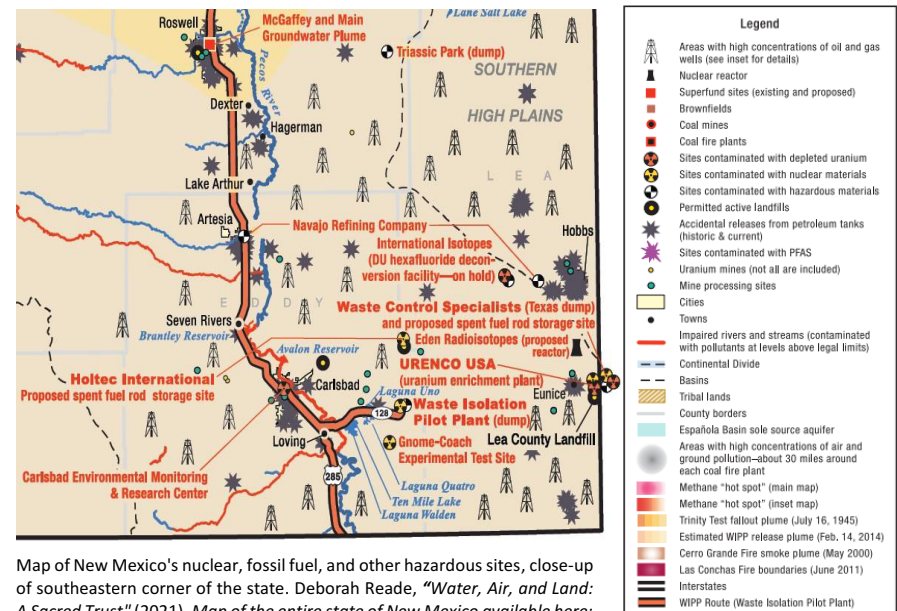 Roswell
McGaffey and Main
Groundwater Plume
Lane Salt Lake
Triassic Park (dump)
SOUTHERN
HIGH PLAINS
Pecos River
Dexter
Hagerman
Lake Arthur
L E A
Artesia
Navajo Refining Company
Hobbs
International Isotopes
(DU hexafluoride decon-
version facility—on hold)
E D D Y
Waste Control Specialists (Texas dump)
and proposed spent fuel rod storage site
Seven Rivers
Brantley Reservoir
Eden Radioisotopes (proposed
reactor)
Avalon Reservoir
URENCO USA
(uranium enrichment plant)
Holtec International
Proposed spent fuel rod storage site
Carlsbad
Laguna Uno
Eunice
128
Waste Isolation
Pilot Plant (dump)
Lea County Landfill
Loving
Gnome-Coach
Experimental Test Site
Carlsbad Environmental Monitoring
& Research Center
285
Laguna Quatro
Ten Mile Lake
Laguna Walden
Legend
Areas with high concentrations of oil and gas
wells (see inset for details)
Nuclear reactor
Superfund sites (existing and proposed)
Brownfields
Coal mines
Coal fire plants
Sites contaminated with depleted uranium
Sites contaminated with nuclear materials
Sites contaminated with hazardous materials
Permitted active landfills
Accidental releases from petroleum tanks
(historic & current)
Sites contaminated with PFAS
Uranium mines (not all are included)
Mine processing sites
Cities
Towns
Impaired rivers and streams (contaminated
with pollutants at levels above legal limits)
Continental Divide
Basins
Tribal lands
County borders
Española Basin sole source aquifer
Areas with high concentrations of air and
ground pollution–about 30 miles around
each coal fire plant
Methane "hot spot" (main map)
Methane "hot spot" (inset map)
Trinity Test fallout plume (July 16, 1945)
Estimated WIPP release plume (Feb. 14, 2014)
Cerro Grande Fire smoke plume (May 2000)
Las Conchas Fire boundaries (June 2011)
Interstates
WIPP Route (Waste Isolation Pilot Plant)
Map of New Mexico's nuclear, fossil fuel, and other hazardous sites, close-up
of southeastern corner of the state. Deborah Reade, "Water, Air, and Land:
A Sacred Trust" (2021). Map of the entire state of New Mexico available here: